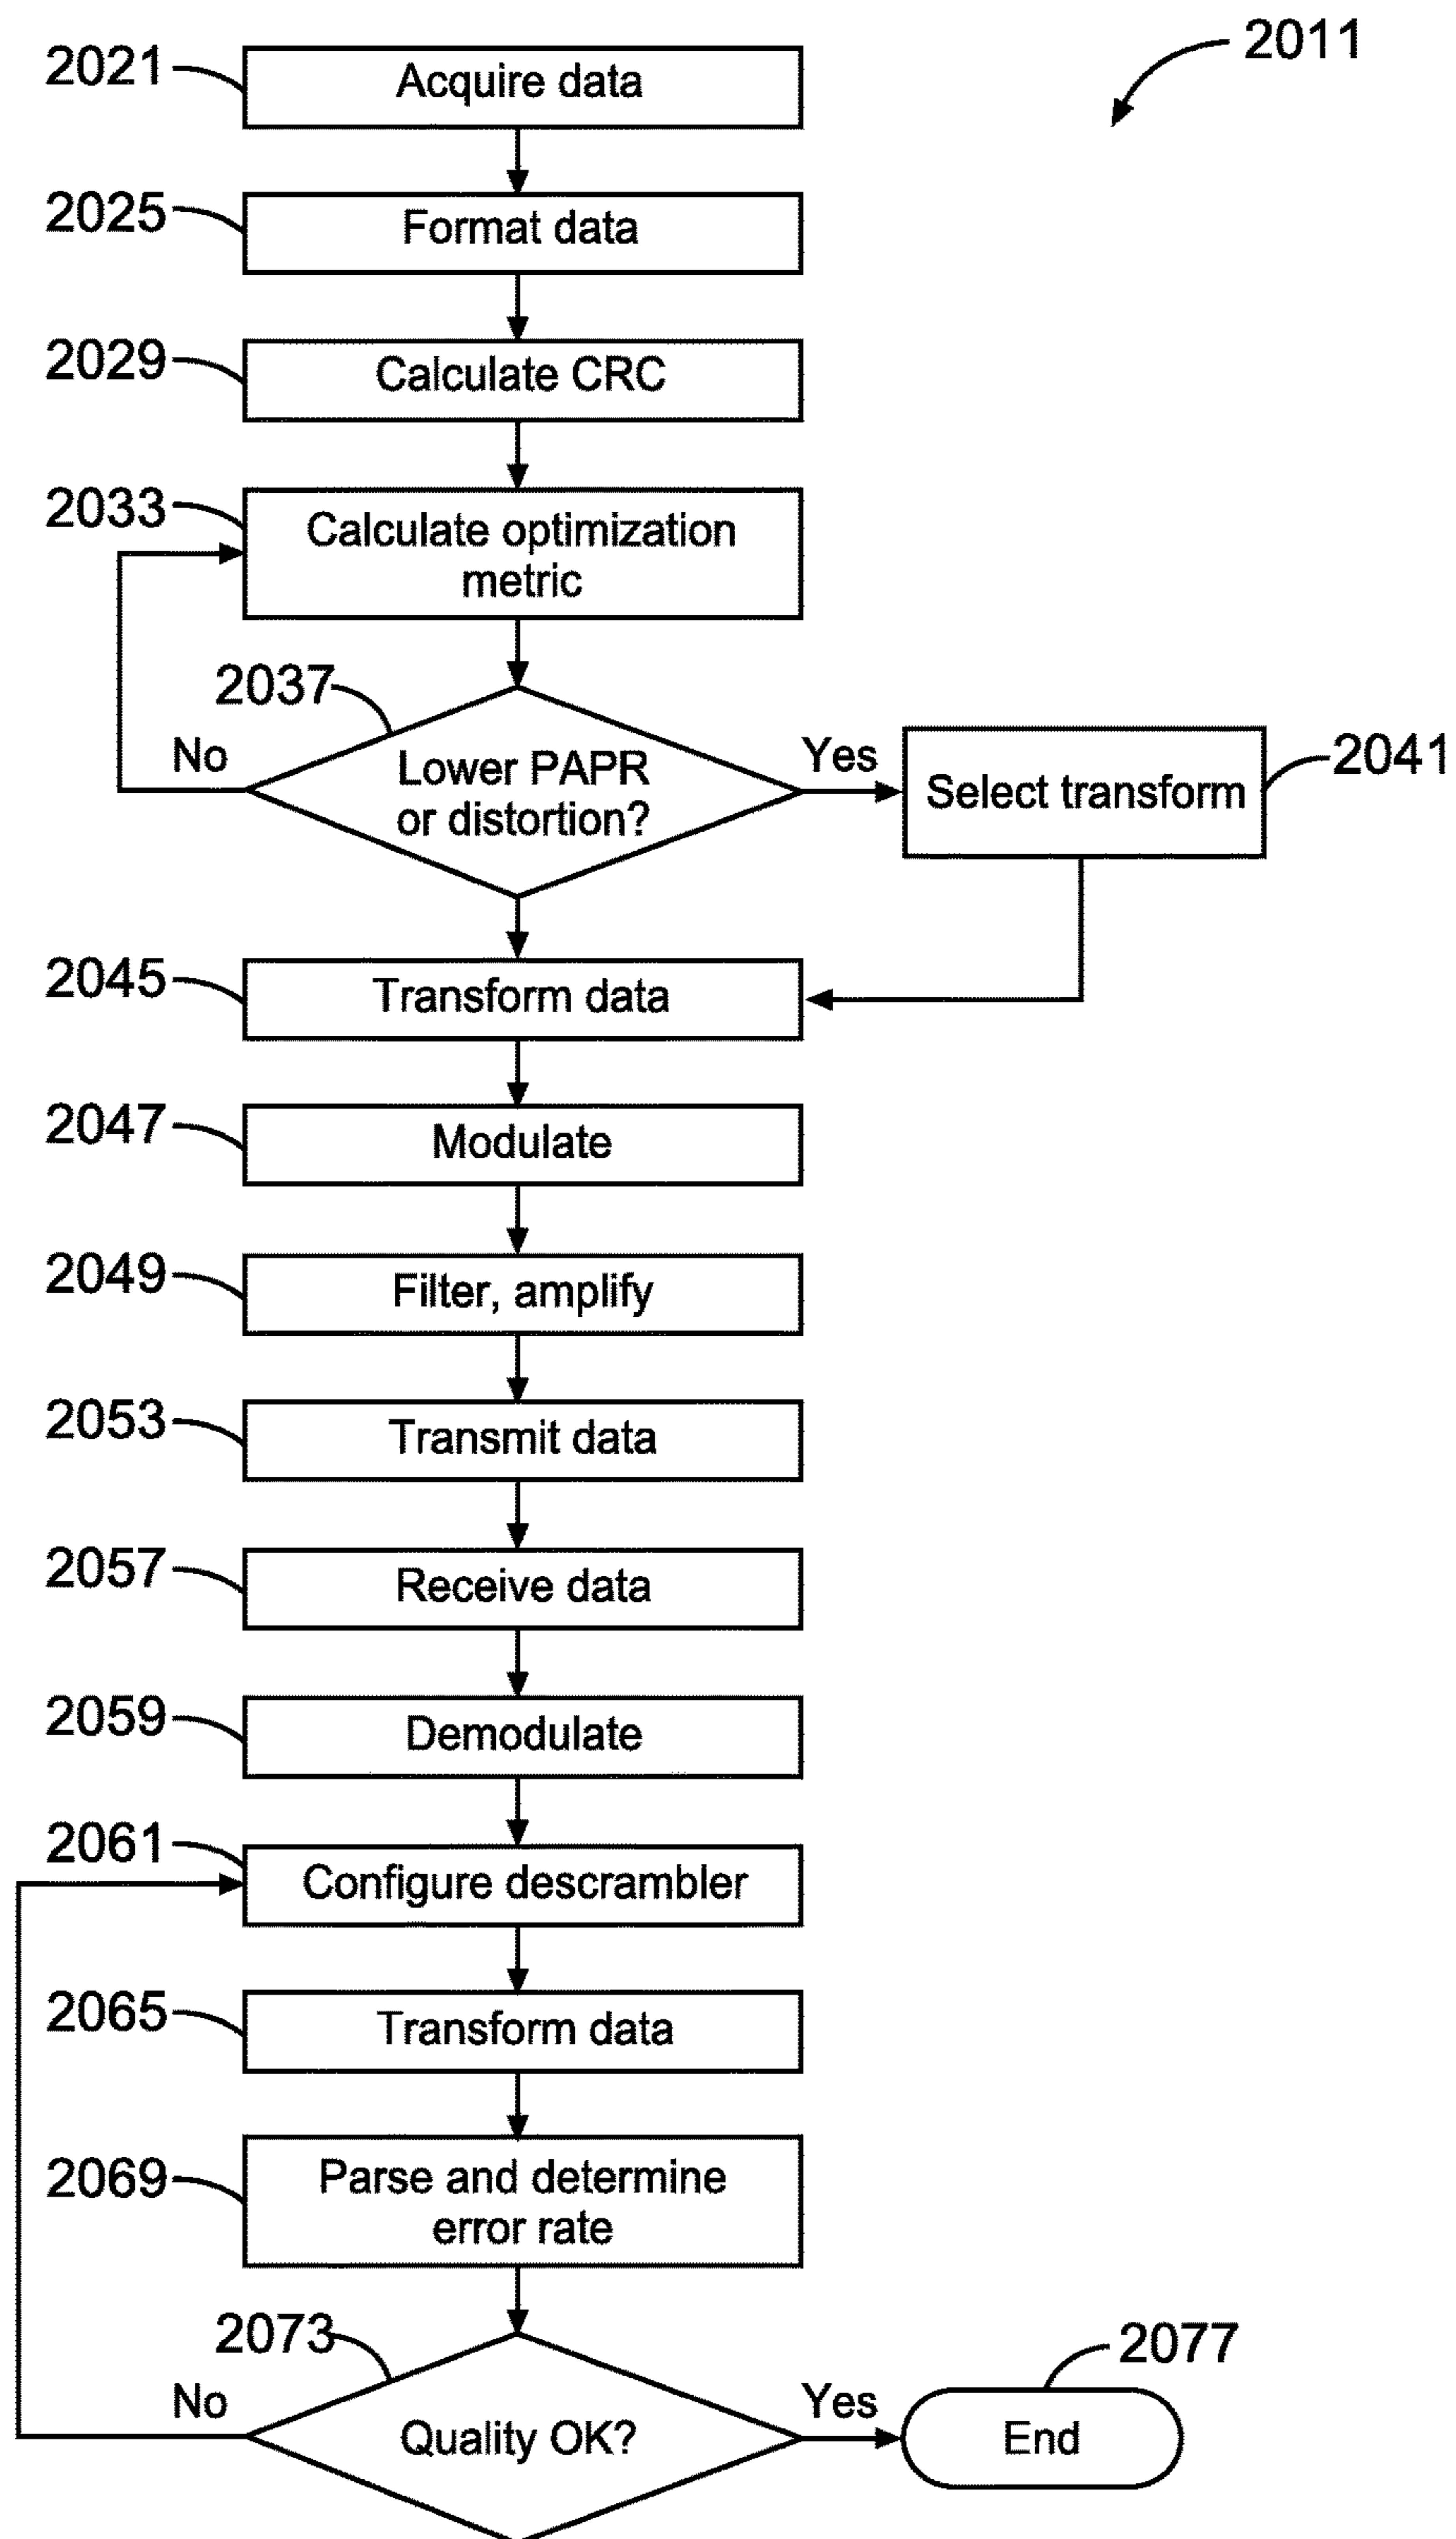 2011
2021
Acquire data
2025
Format data
2029
Calculate CRC
2033
Calculate optimization
metric
2037
No
Lower PAPR
or distortion?
Yes
Select transform
2041
2045
Transform data
2047
Modulate
2049
Filter, amplify
2053
Transmit data
2057
Receive data
2059
Demodulate
2061
Configure descrambler
2065
Transform data
2069
Parse and determine
error rate
2073
No
Quality OK?
Yes
2077
End